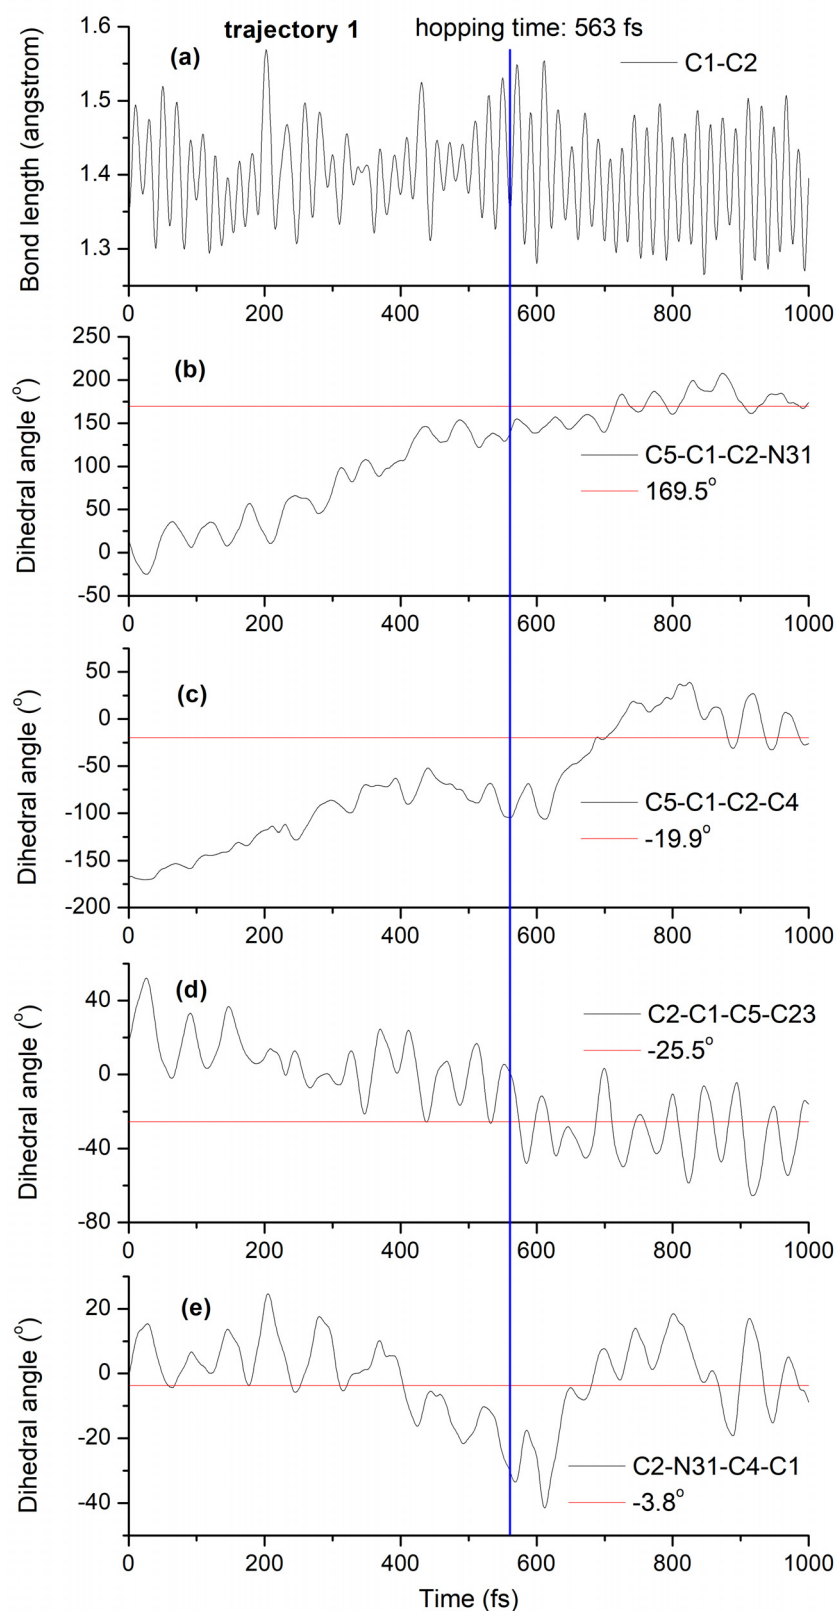 trajectory 1 hopping time: 563 fs
(a)
C1-C2
Bond length (angstrom)
1.6
1.5
1.4
1.3
0 200 400 600 800 1000
(b)
Dihedral angle (°)
250
200
150
100
50
0
-50
C5-C1-C2-N31
169.5°
0 200 400 600 800 1000
(c)
Dihedral angle (°)
50
0
-50
-100
-150
-200
C5-C1-C2-C4
-19.9°
0 200 400 600 800 1000
(d)
Dihedral angle (°)
40
0
-40
-80
C2-C1-C5-C23
-25.5°
0 200 400 600 800 1000
(e)
Dihedral angle (°)
20
0
-20
-40
C2-N31-C4-C1
-3.8°
0 200 400 600 800 1000
Time (fs)